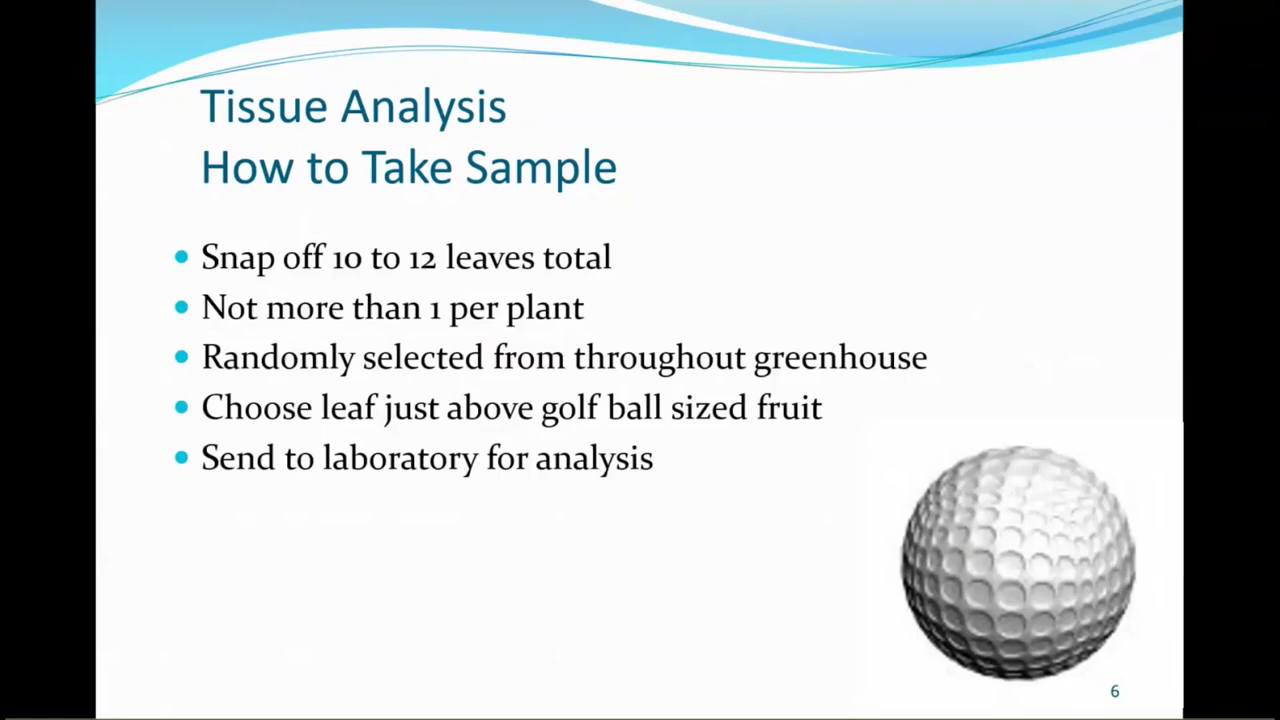 Tissue Analysis
How to Take Sample
Snap off 10 to 12 leaves total
Not more than 1 per plant
Randomly selected from throughout greenhouse
Choose leaf just above golf ball sized fruit
Send to laboratory for analysis
6